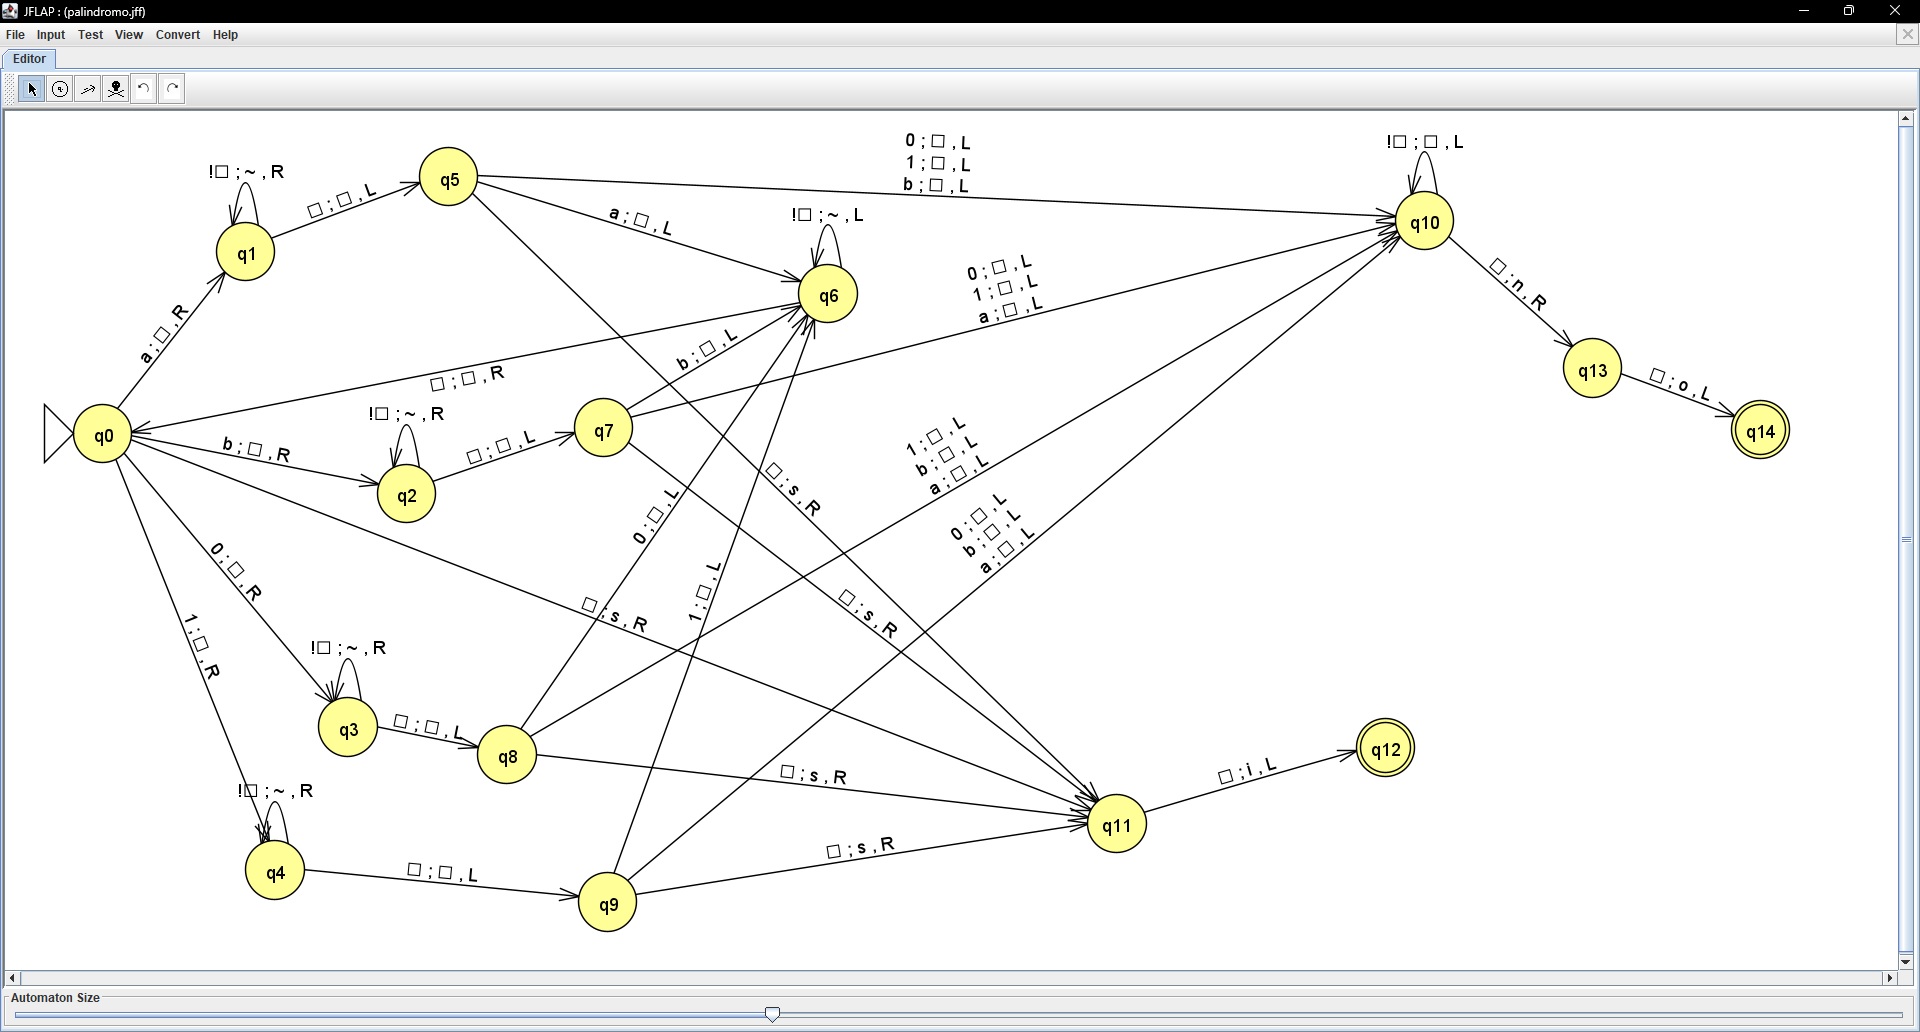 JFLAP : (palindromo.jff)
File Input Test View Convert Help
Editor
0 ; □ , L
1 ; □ , L
b ; □ , L
!□ ; □ , L
!□ ; ~ , R
q5
□ ; □ , L
a ; □ , L
!□ ; ~ , L
q10
q1
0 ; □ , L
1 ; □ , L
a ; □ , L
□ ; n , R
q6
a ; □ , R
b ; □ , L
□ ; □ , R
q13
□ ; o , L
!□ ; ~ , R
q0
b ; □ , R
□ ; □ , L
q7
1 ; □ , L
b ; □ , L
a ; □ , L
q14
q2
□ ; s , R
0 ; □ , L
0 ; □ , L
b ; □ , L
a ; □ , L
0 ; □ , R
1 ; □ , L
□ ; s , R
□ ; s , R
1 ; □ , R
!□ ; ~ , R
q3
□ ; □ , L
q8
□ ; s , R
□ ; i , L
q12
!□ ; ~ , R
q11
q4
□ ; □ , L
□ ; s , R
q9
Automaton Size